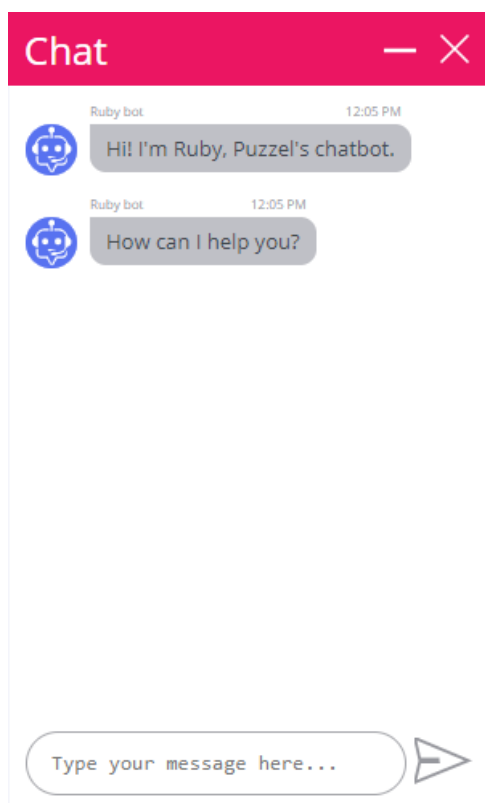 Chat
Ruby bot 12:05 PM
Hi! I'm Ruby, Puzzel's chatbot.
Ruby bot 12:05 PM
How can I help you?
Type your message here...